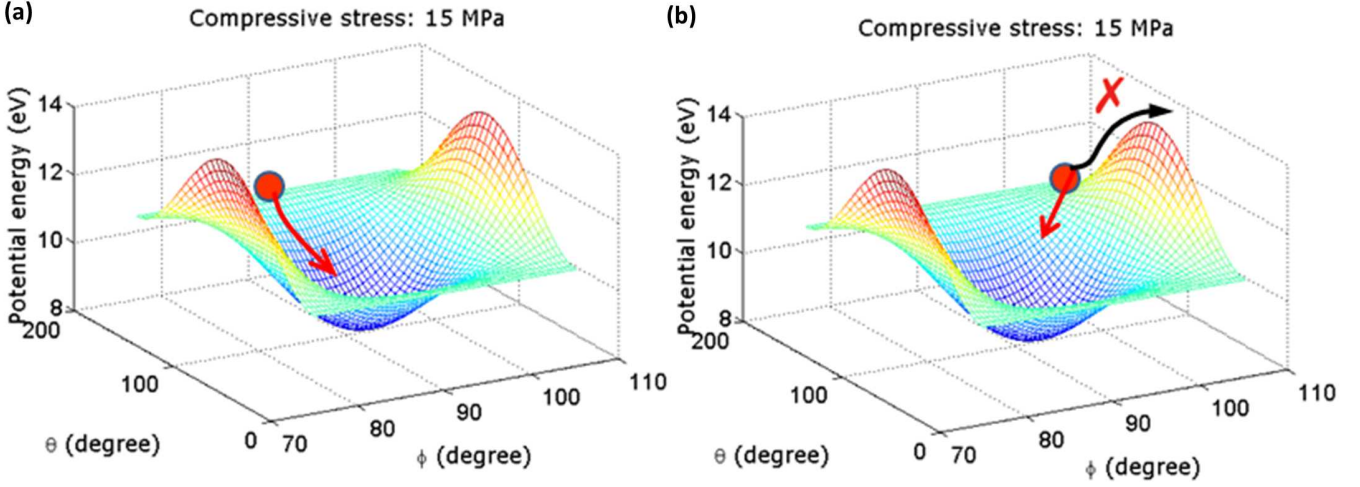 (a)
Compressive stress: 15 MPa
Potential energy (eV)
14
12
10
8
200
100
0
θ (degree)
70
80
90
100
110
ϕ (degree)
(b)
Compressive stress: 15 MPa
X
Potential energy (eV)
14
12
10
8
200
100
0
θ (degree)
70
80
90
100
110
ϕ (degree)